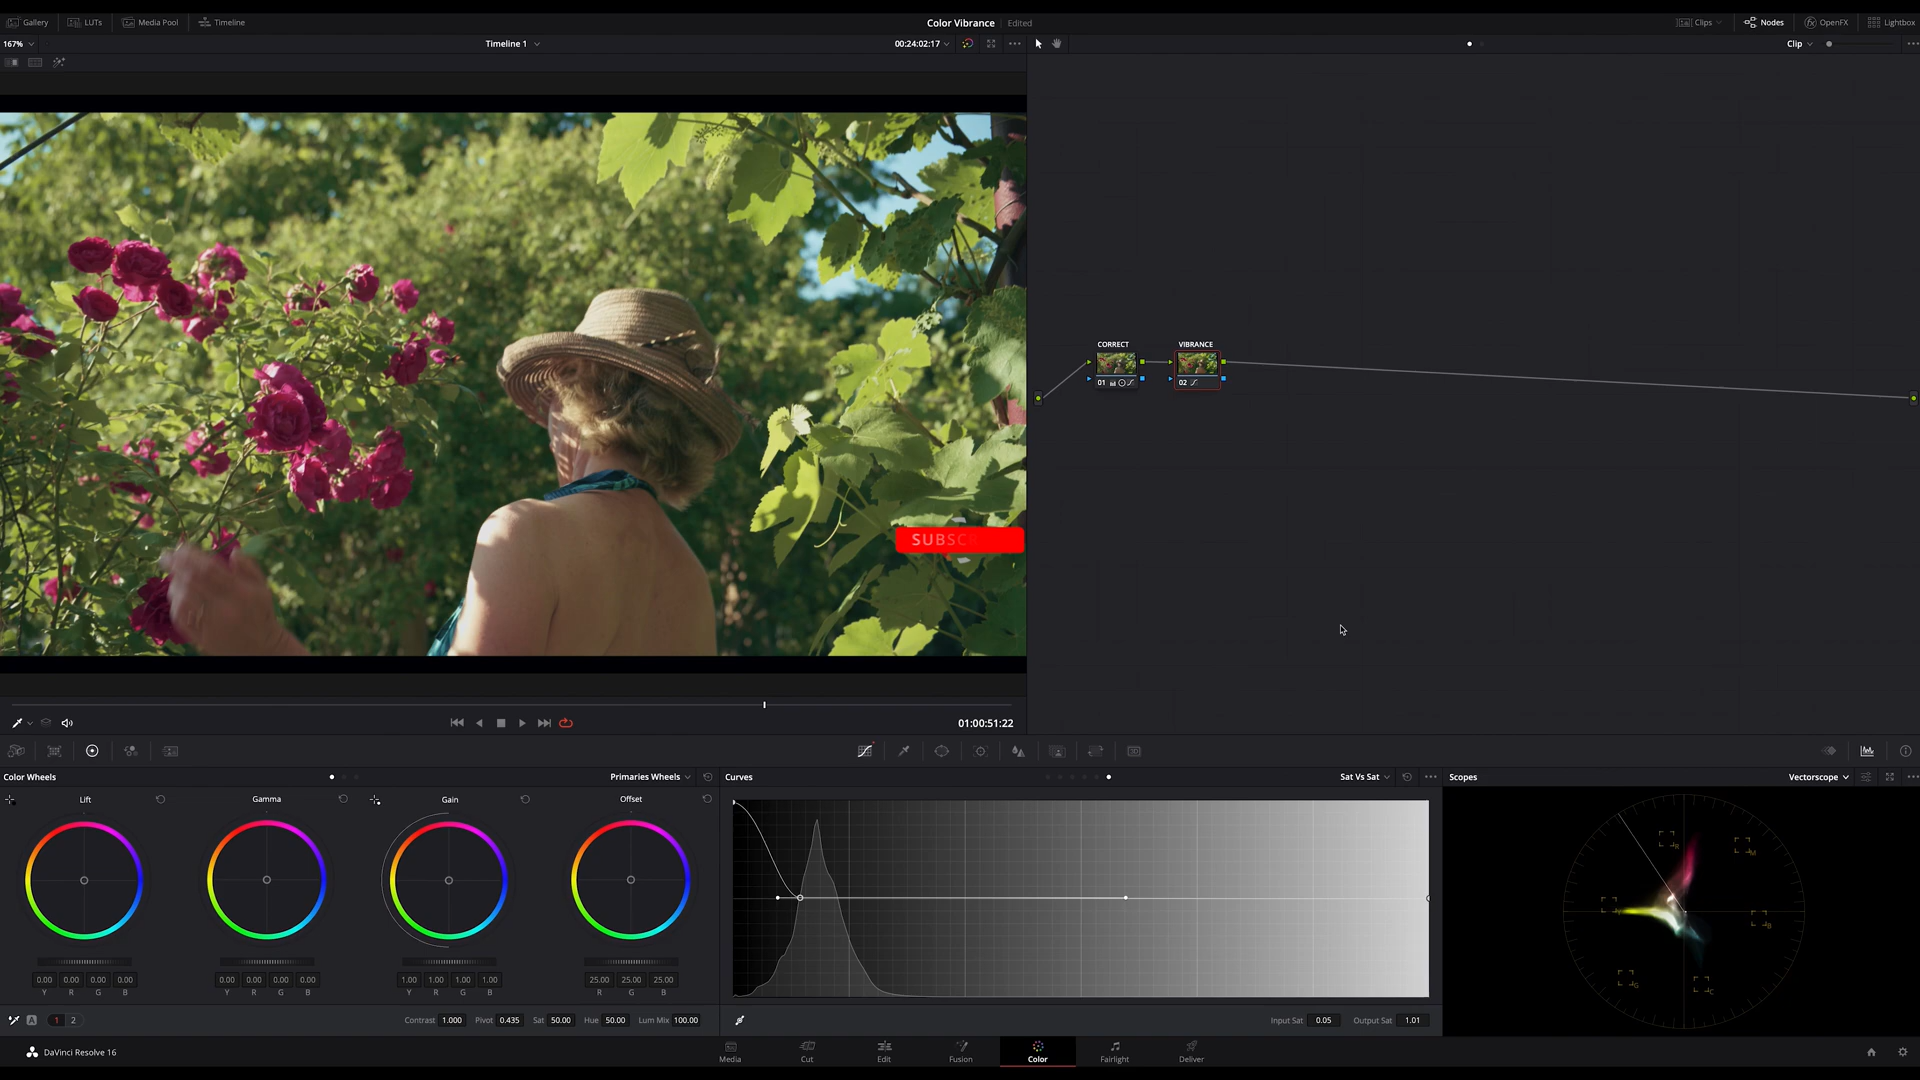 Gallery LUTs Media Pool Timeline Color Vibrance Edited Clips Nodes OpenFX Lightbox
167% Timeline 1 00:24:02:17 Clip
CORRECT VIBRANCE
01 02
SUBSC
01:00:51:22
Color Wheels Primaries Wheels Curves Sat Vs Sat Scopes Vectorscope
Lift Gamma Gain Offset
R M
B
G C
0.00 0.00 0.00 0.00 0.00 0.00 0.00 0.00 1.00 1.00 1.00 1.00 25.00 25.00 25.00
Y R G B Y R G B Y R G B R G B
A 1 2 Contrast 1.000 Pivot 0.435 Sat 50.00 Hue 50.00 Lum Mix 100.00 Input Sat 0.05 Output Sat 1.01
DaVinci Resolve 16 Media Cut Edit Fusion Color Fairlight Deliver